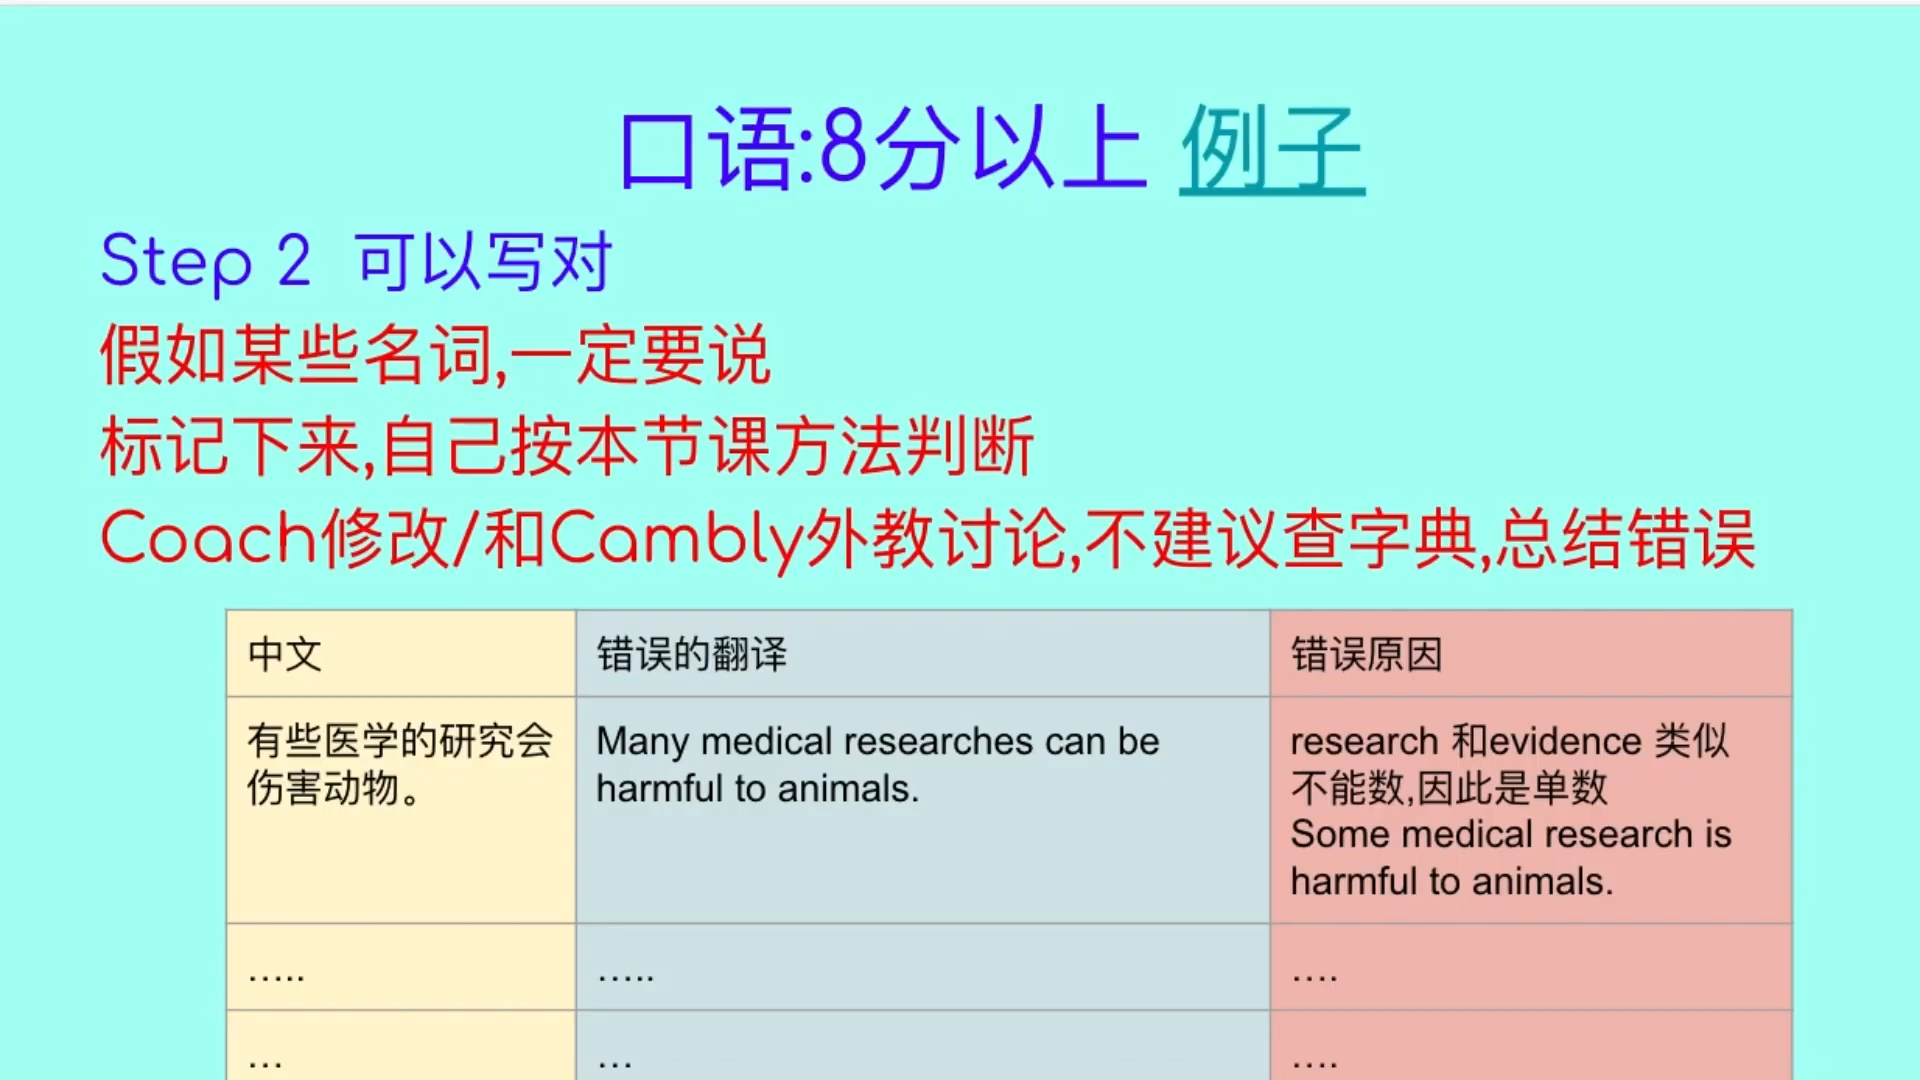 口语:8分以上 例子
Step 2 可以写对
假如某些名词,一定要说
标记下来,自己按本节课方法判断
Coach修改/和Cambly外教讨论,不建议查字典,总结错误
中文
错误的翻译
错误原因
有些医学的研究会
伤害动物。
Many medical researches can be
harmful to animals.
research 和evidence 类似
不能数,因此是单数
Some medical research is
harmful to animals.
…..
…..
….
…
…
….